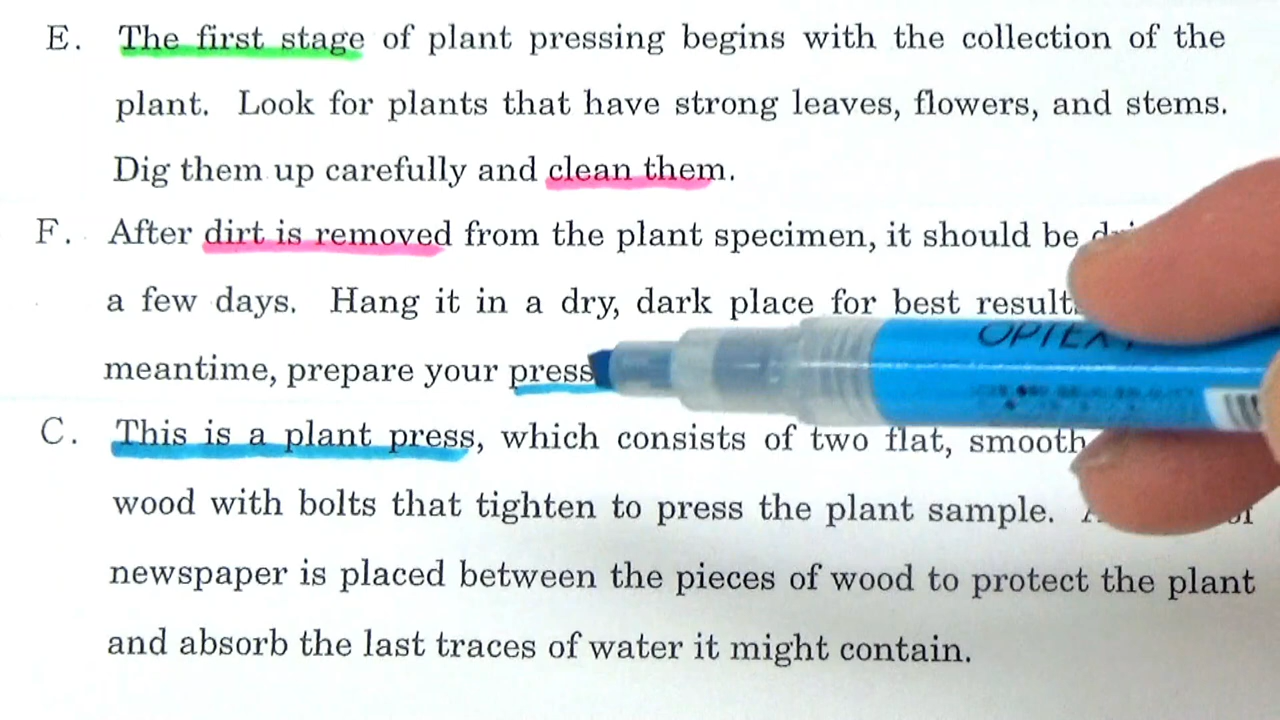 E. The first stage of plant pressing begins with the collection of the
plant. Look for plants that have strong leaves, flowers, and stems.
Dig them up carefully and clean them.
F. After dirt is removed from the plant specimen, it should be
a few days. Hang it in a dry, dark place for best
OPTEX
meantime, prepare your press
C. This is a plant press, which consists of two flat, smooth
wood with bolts that tighten to press the plant sample.
newspaper is placed between the pieces of wood to protect the plant
and absorb the last traces of water it might contain.